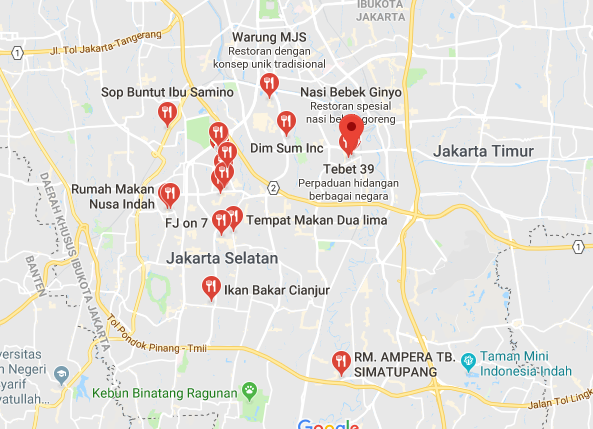 IBUKOTA
JAKARTA
Jl. Tol Jakarta-Tangerang
Warung MJS
Restoran dengan
konsep unik tradisional
1
Sop Buntut Ibu Samino
Nasi Bebek Ginyo
Restoran spesial
nasi bebek goreng
Dim Sum Inc
Jakarta Timur
Tebet 39
Perpaduan hidangan
berbagai negara
2
Rumah Makan
Nusa Indah
FJ on 7
Tempat Makan Dua lima
DAERAH KHUSUS IBUKOTA JAKARTA
BANTEN
Jakarta Selatan
1
Ikan Bakar Cianjur
Tol Pondok Pinang - Tmii
RM. AMPERA TB.
SIMATUPANG
Taman Mini
Indonesia Indah
Negeri
Kebun Binatang Ragunan
Jalan Tol Lingk
Google